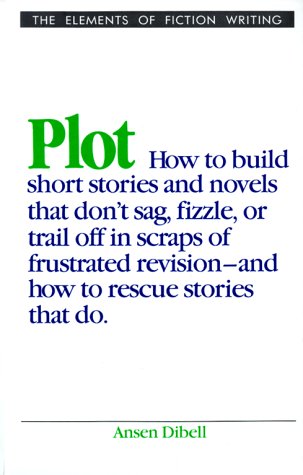 THE ELEMENTS OF FICTION WRITING
Plot How to build
short stories and novels
that don't sag, fizzle, or
trail off in scraps of
frustrated revision–and
how to rescue stories
that do.
Ansen Dibell